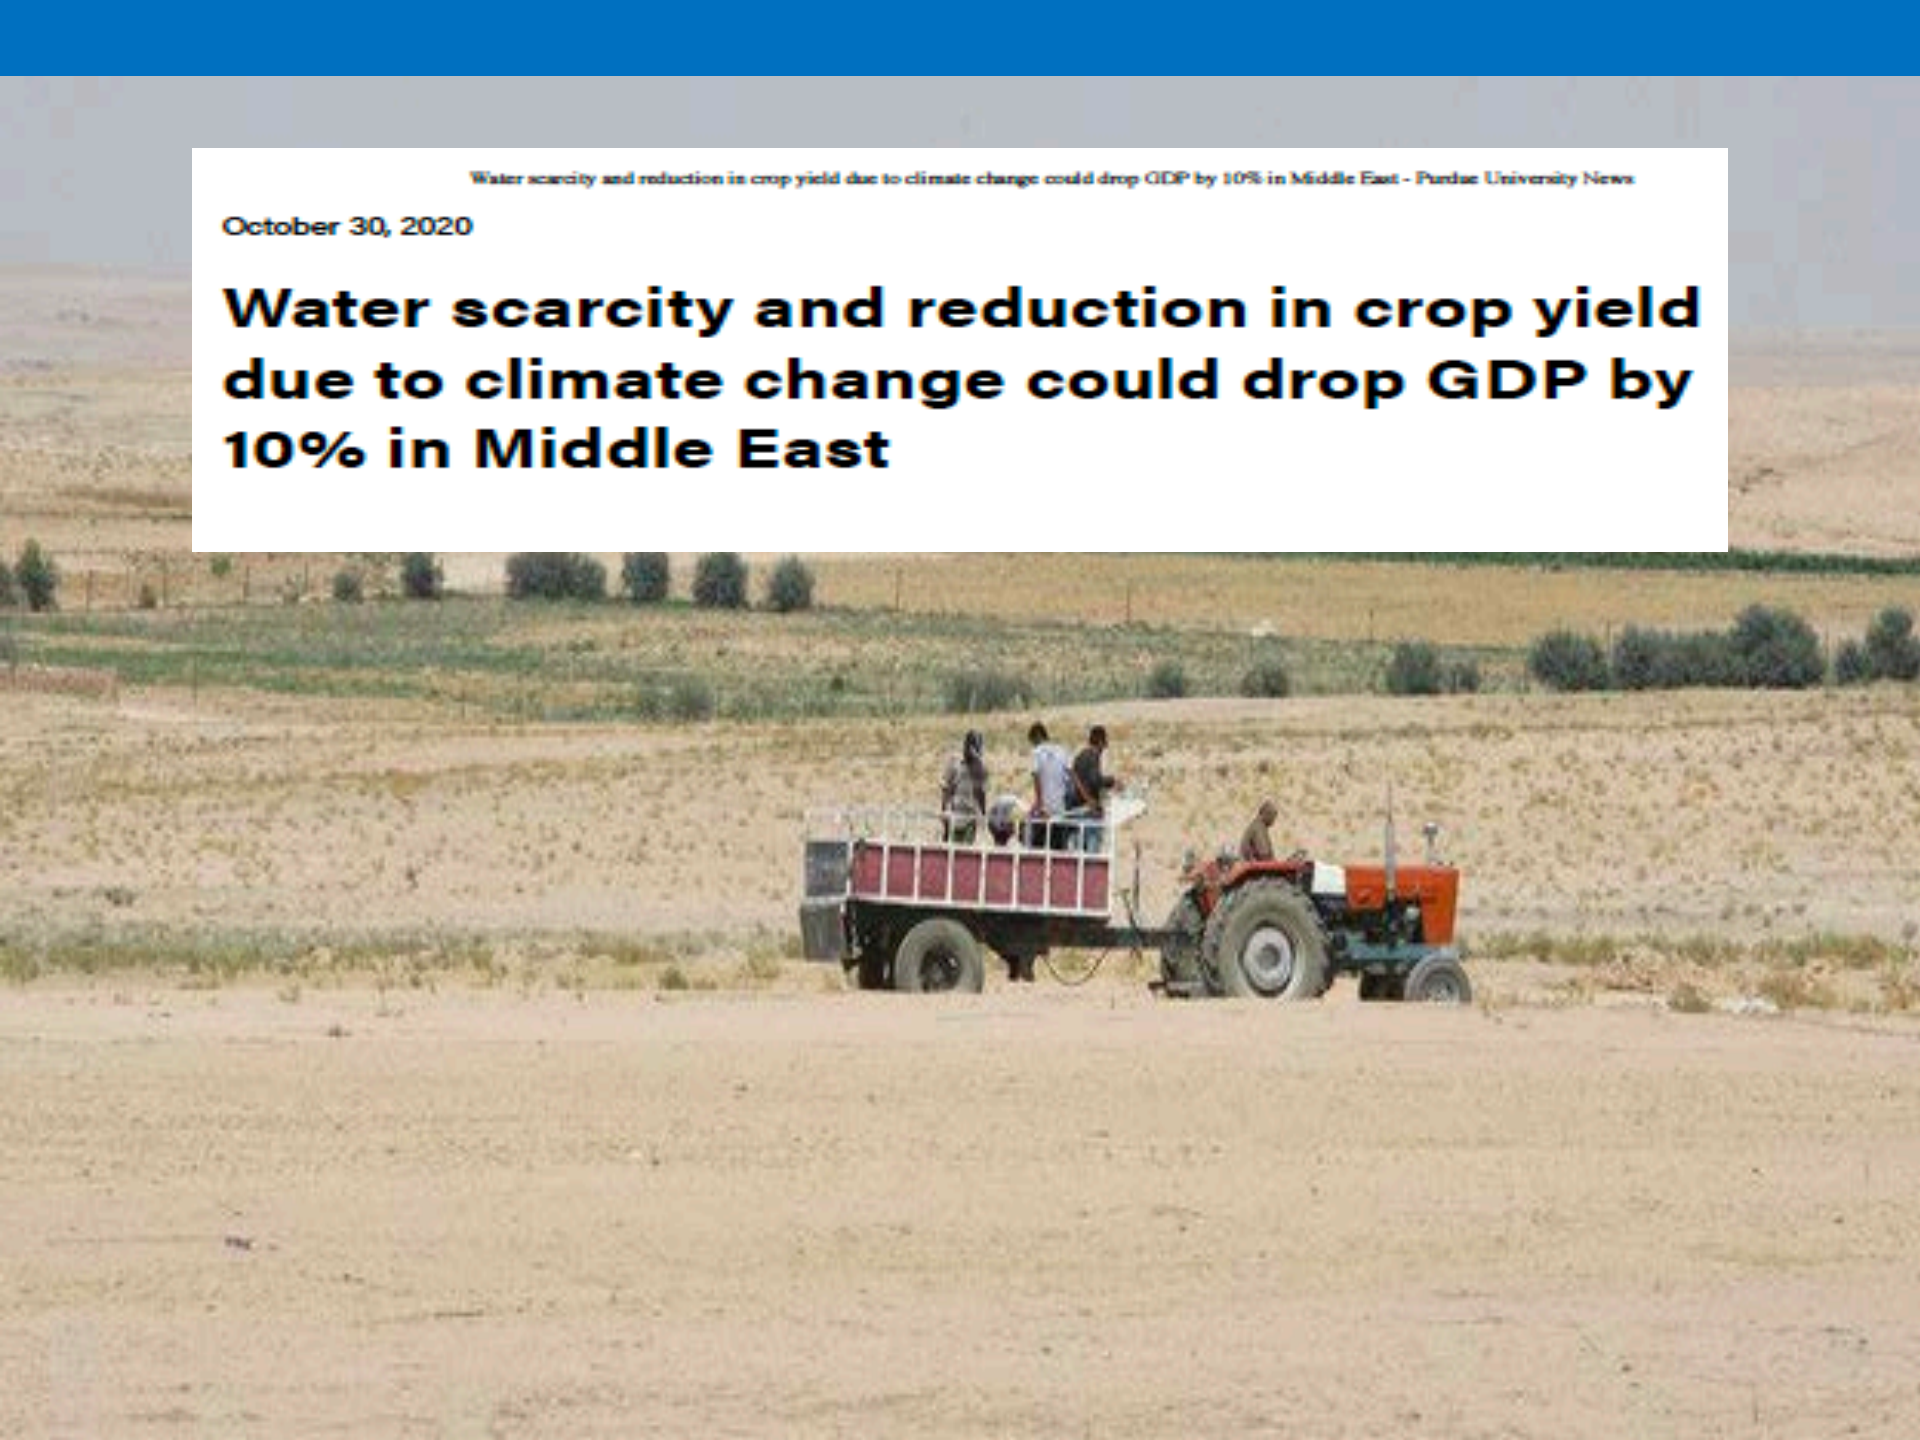 Water scarcity and reduction in crop yield due to climate change could drop GDP by 10% in Middle East - Purdue University News
October 30, 2020
Water scarcity and reduction in crop yield
due to climate change could drop GDP by
10% in Middle East